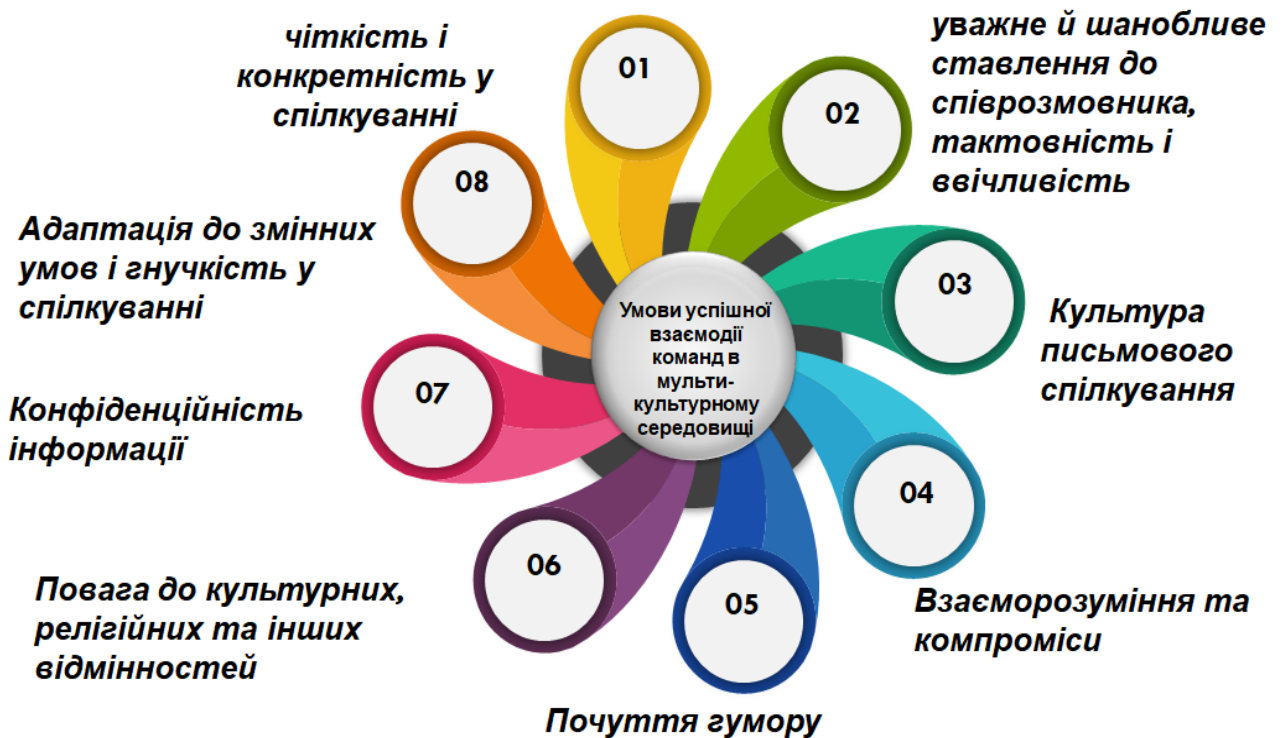 Умови успішної
взаємодії
команд в
мульти-
культурному
середовищі
01
чіткість і
конкретність у
спілкуванні
02
уважне й шанобливе
ставлення до
співрозмовника,
тактовність і
ввічливість
03
Культура
письмового
спілкування
04
Взаєморозуміння та
компроміси
05
Почуття гумору
06
Повага до культурних,
релігійних та інших
відмінностей
07
Конфіденційність
інформації
08
Адаптація до змінних
умов і гнучкість у
спілкуванні